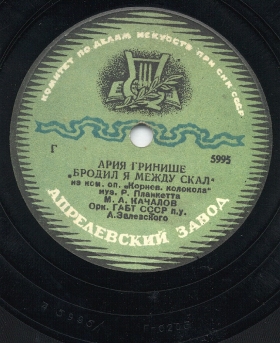 КОМИТЕТ ПО ДЕЛАМ ИСКУССТВ ПРИ СНК СССР
Г 5995
АРИЯ ГРИНИШЕ
„БРОДИЛ Я МЕЖДУ СКАЛ"
из ком. оп. „Корнев. колокола"
муз. Р. Планкетта
М. А. КАЧАЛОВ
Орк. ГАБТ СССР п.у.
А.Залевского
АПРЕЛЕВСКИЙ ЗАВОД